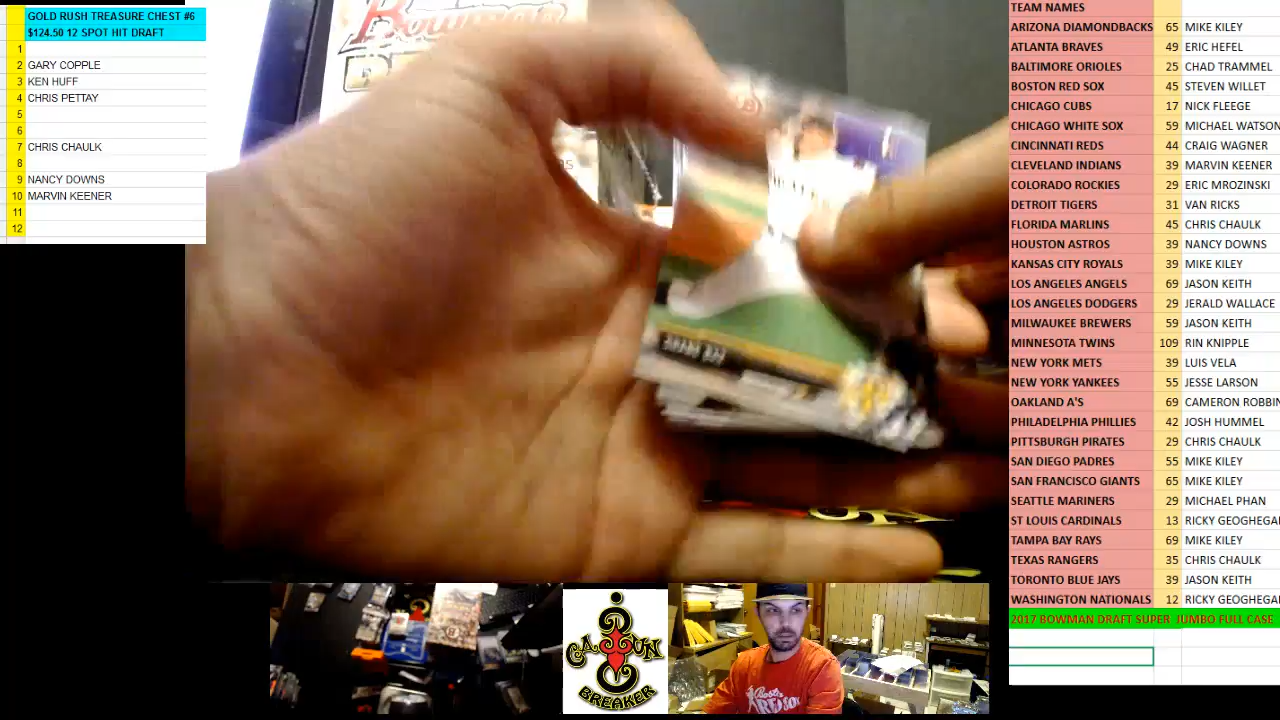 GOLD RUSH TREASURE CHEST #6
$124.50 12 SPOT HIT DRAFT
1
2 GARY COPPLE
3 KEN HUFF
4 CHRIS PETTAY
5
6
7 CHRIS CHAULK
8
9 NANCY DOWNS
10 MARVIN KEENER
11
12
Bowman
TEAM NAMES
ARIZONA DIAMONDBACKS 65 MIKE KILEY
ATLANTA BRAVES 49 ERIC HEFEL
BALTIMORE ORIOLES 25 CHAD TRAMMEL
BOSTON RED SOX 45 STEVEN WILLET
CHICAGO CUBS 17 NICK FLEEGE
CHICAGO WHITE SOX 59 MICHAEL WATSON
CINCINNATI REDS 44 CRAIG WAGNER
CLEVELAND INDIANS 39 MARVIN KEENER
COLORADO ROCKIES 29 ERIC MROZINSKI
DETROIT TIGERS 31 VAN RICKS
FLORIDA MARLINS 45 CHRIS CHAULK
HOUSTON ASTROS 39 NANCY DOWNS
KANSAS CITY ROYALS 39 MIKE KILEY
LOS ANGELES ANGELS 69 JASON KEITH
LOS ANGELES DODGERS 29 JERALD WALLACE
MILWAUKEE BREWERS 59 JASON KEITH
MINNESOTA TWINS 109 RIN KNIPPLE
NEW YORK METS 39 LUIS VELA
NEW YORK YANKEES 55 JESSE LARSON
OAKLAND A'S 69 CAMERON ROBBIN
PHILADELPHIA PHILLIES 42 JOSH HUMMEL
PITTSBURGH PIRATES 29 CHRIS CHAULK
SAN DIEGO PADRES 55 MIKE KILEY
SAN FRANCISCO GIANTS 65 MIKE KILEY
SEATTLE MARINERS 29 MICHAEL PHAN
ST LOUIS CARDINALS 13 RICKY GEOGHEGA
TAMPA BAY RAYS 69 MIKE KILEY
TEXAS RANGERS 35 CHRIS CHAULK
TORONTO BLUE JAYS 39 JASON KEITH
WASHINGTON NATIONALS 12 RICKY GEOGHEGA
2017 BOWMAN DRAFT SUPER JUMBO FULL CASE
CAJUN
BREAKER
RED SOX